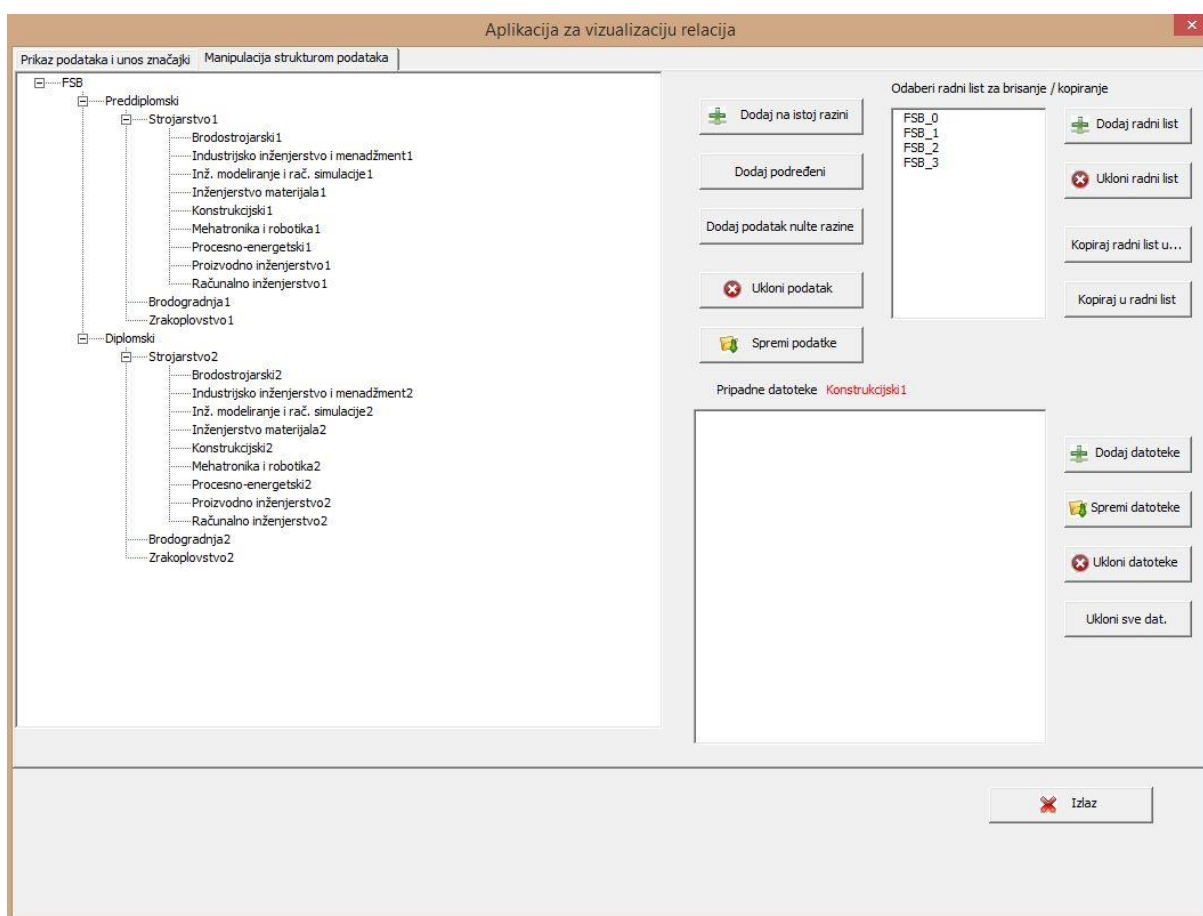 Aplikacija za vizualizaciju relacija
Prikaz podataka i unos značajki
Manipulacija strukturom podataka
FSB
Preddiplomski
Strojarstvo1
Brodostrojarski1
Industrijsko inženjerstvo i menadžment1
Inž. modeliranje i rač. simulacije1
Inženjerstvo materijala1
Konstrukcijski1
Mehatronika i robotika1
Procesno-energetski1
Proizvodno inženjerstvo1
Računalno inženjerstvo1
Brodogradnja1
Zrakoplovstvo1
Diplomski
Strojarstvo2
Brodostrojarski2
Industrijsko inženjerstvo i menadžment2
Inž. modeliranje i rač. simulacije2
Inženjerstvo materijala2
Konstrukcijski2
Mehatronika i robotika2
Procesno-energetski2
Proizvodno inženjerstvo2
Računalno inženjerstvo2
Brodogradnja2
Zrakoplovstvo2
Dodaj na istoj razini
Dodaj podređeni
Dodaj podatak nulte razine
Ukloni podatak
Spremi podatke
Odaberi radni list za brisanje / kopiranje
FSB_0
FSB_1
FSB_2
FSB_3
Dodaj radni list
Ukloni radni list
Kopiraj radni list u...
Kopiraj u radni list
Pripadne datoteke Konstrukcijski1
Dodaj datoteke
Spremi datoteke
Ukloni datoteke
Ukloni sve dat.
Izlaz